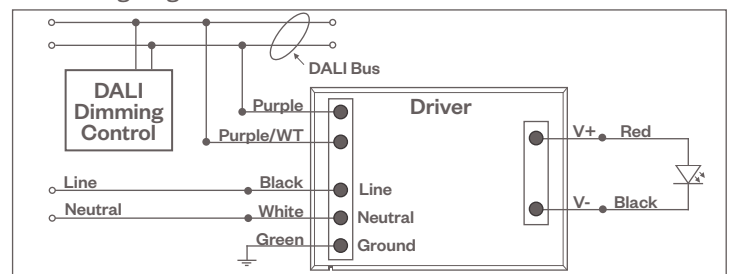 DALI Bus
DALI
Dimming
Control
Driver
Purple
Purple/WT
V+ Red
Line Black Line
Neutral White Neutral
V- Black
Green Ground